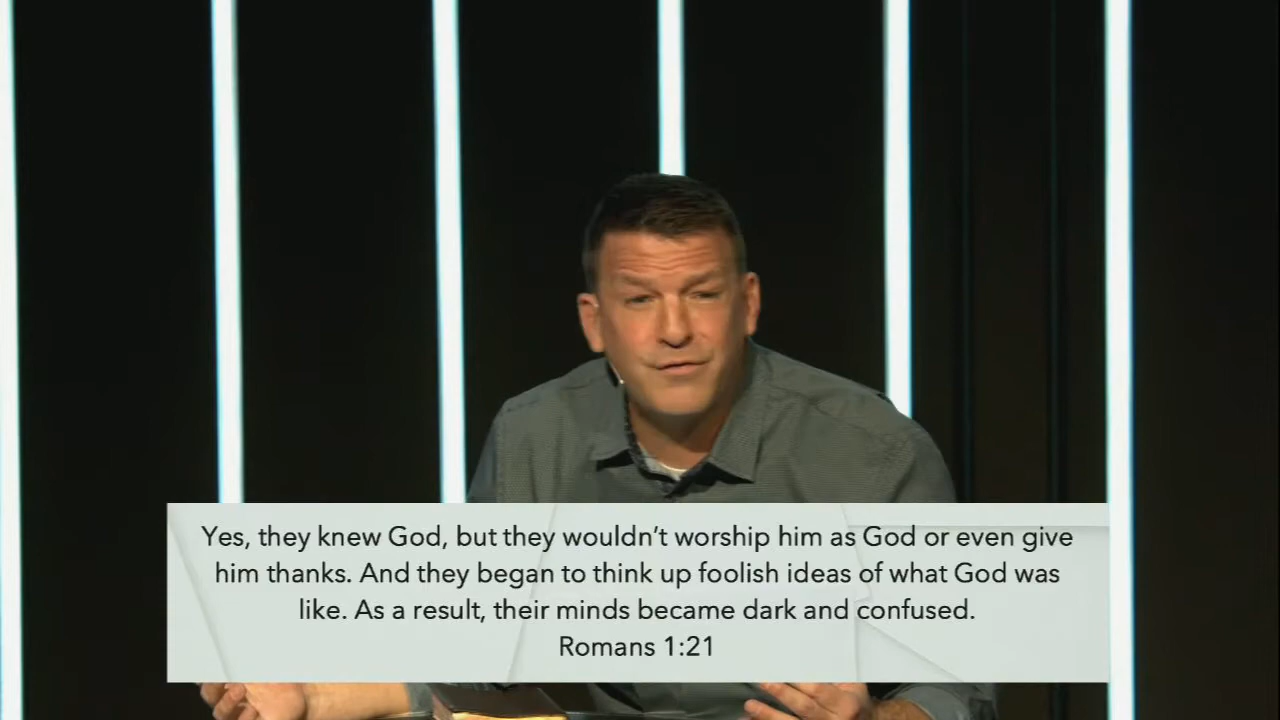 Yes, they knew God, but they wouldn’t worship him as God or even give
him thanks. And they began to think up foolish ideas of what God was
like. As a result, their minds became dark and confused.
Romans 1:21